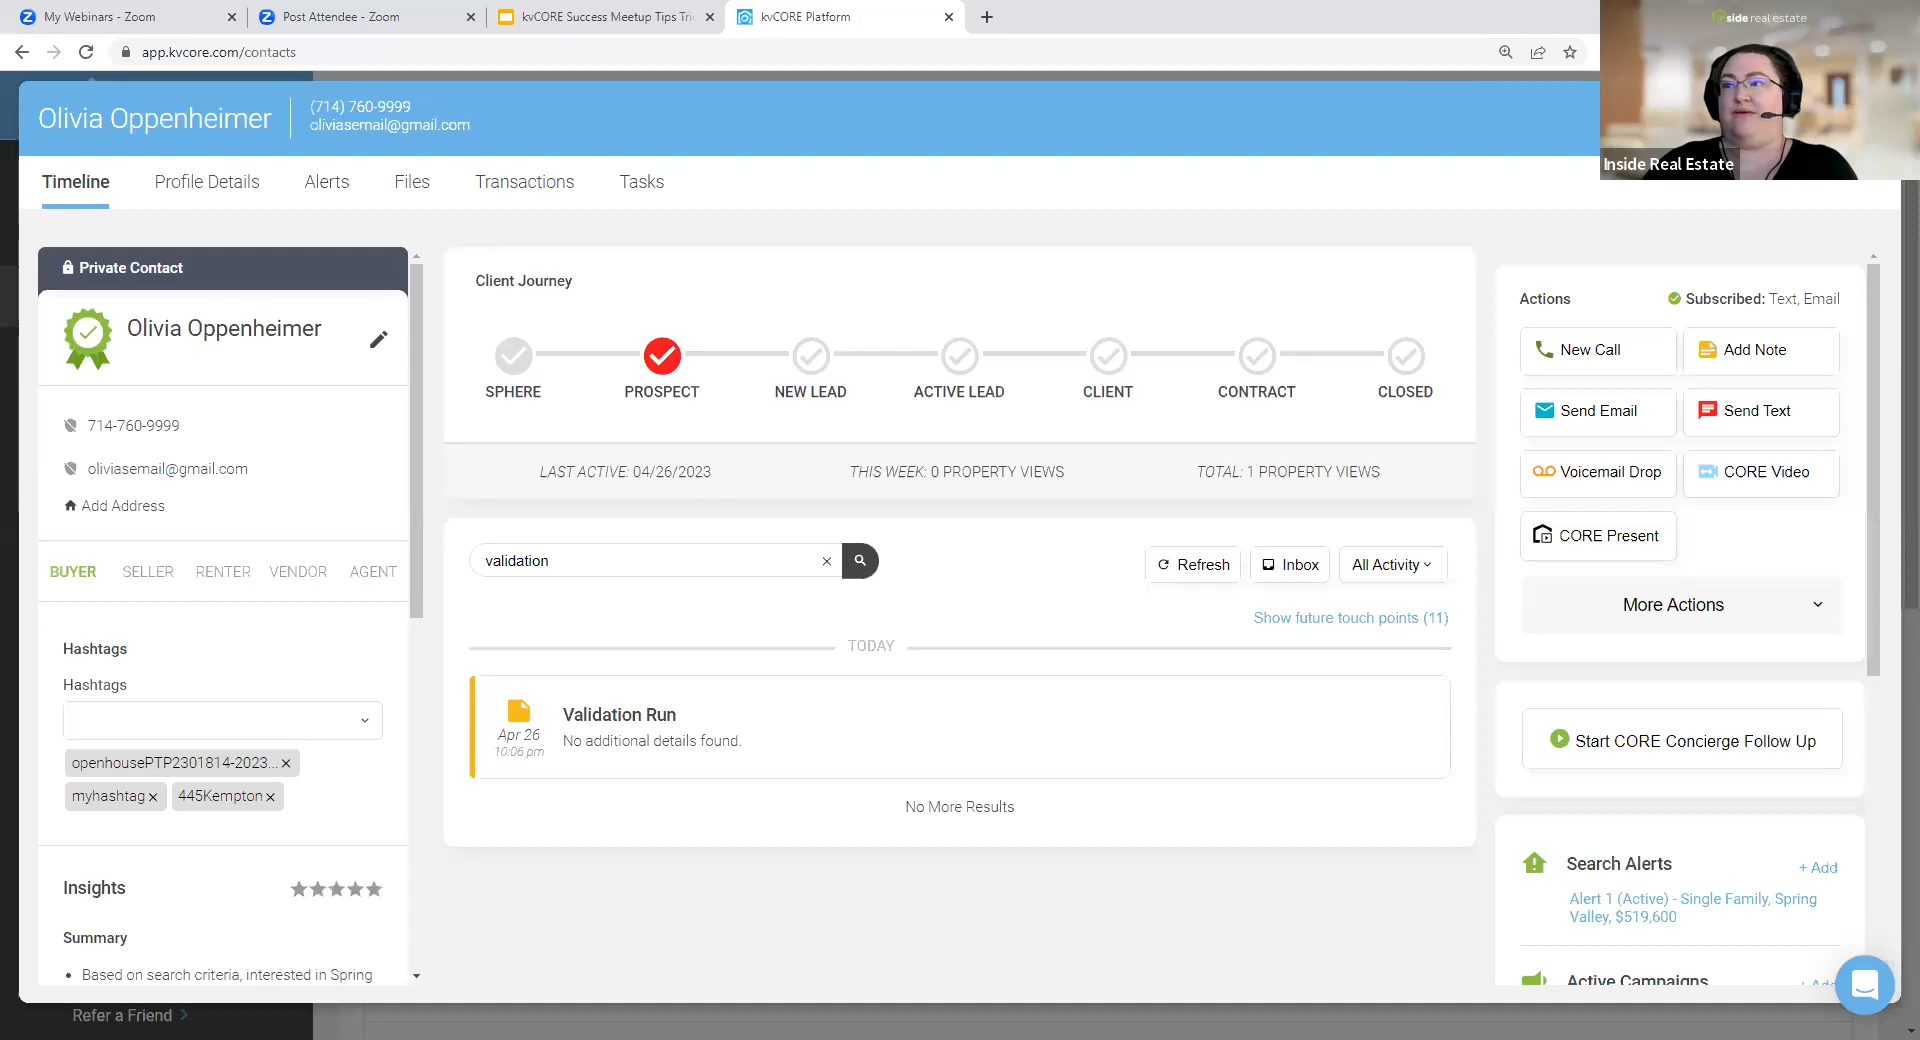 My Webinars - Zoom
Post Attendee - Zoom
kvCORE Success Meetup Tips Tric
kvCORE Platform
app.kvcore.com/contacts
inside real estate
Inside Real Estate
Olivia Oppenheimer
(714) 760-9999
oliviasemail@gmail.com
Timeline
Profile Details
Alerts
Files
Transactions
Tasks
Private Contact
Olivia Oppenheimer
714-760-9999
oliviasemail@gmail.com
Add Address
BUYER SELLER RENTER VENDOR AGENT
Hashtags
Hashtags
openhousePTP2301814-2023...
myhashtag 445Kempton
Insights
Summary
Based on search criteria, interested in Spring
Refer a Friend
Client Journey
SPHERE PROSPECT NEW LEAD ACTIVE LEAD CLIENT CONTRACT CLOSED
LAST ACTIVE: 04/26/2023
THIS WEEK: 0 PROPERTY VIEWS
TOTAL: 1 PROPERTY VIEWS
validation
Refresh
Inbox
All Activity
Show future touch points (11)
TODAY
Validation Run
Apr 26
10:06 pm
No additional details found.
No More Results
Actions
Subscribed: Text, Email
New Call
Add Note
Send Email
Send Text
Voicemail Drop
CORE Video
CORE Present
More Actions
Start CORE Concierge Follow Up
Search Alerts
+ Add
Alert 1 (Active) - Single Family, Spring
Valley, $519,600
Active Campaigns
+ Add